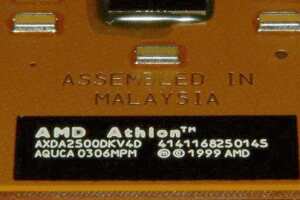 ASSEMBLED IN
MALAYSIA
AMD Athlon™
AXDA2500DKV4D 4141168250145
AQUCA 0306MPM ⓜ © 1999 AMD